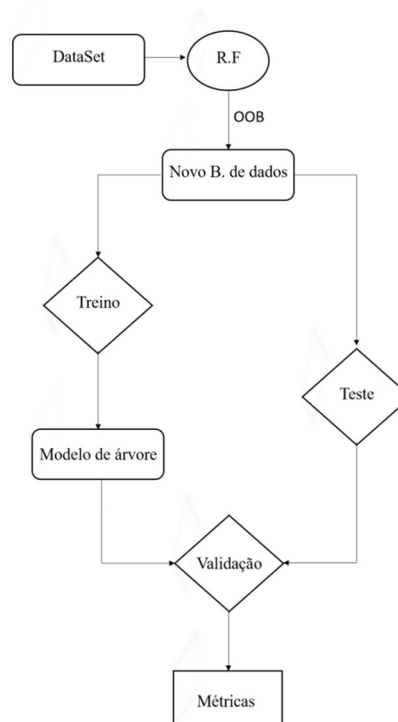 DataSet
R.F
OOB
Novo B. de dados
Treino
Teste
Modelo de árvore
Validação
Métricas